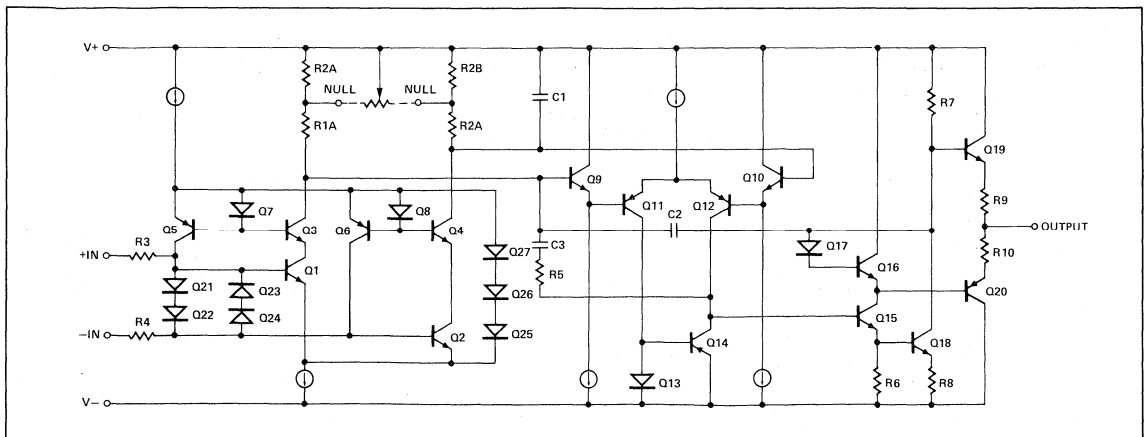 V+
R2A
R2B
NULL
NULL
C1
R7
R1A
R2A
Q19
Q9
Q10
Q7
Q8
Q11
Q12
Q5
Q3
Q6
Q4
C2
R9
R3
C3
Q17
OUTPUT
+IN
Q1
Q27
R5
Q16
R10
Q21
Q23
Q26
Q20
Q22
Q24
Q15
R4
Q25
-IN
Q2
Q14
Q18
Q13
R6
R8
V-